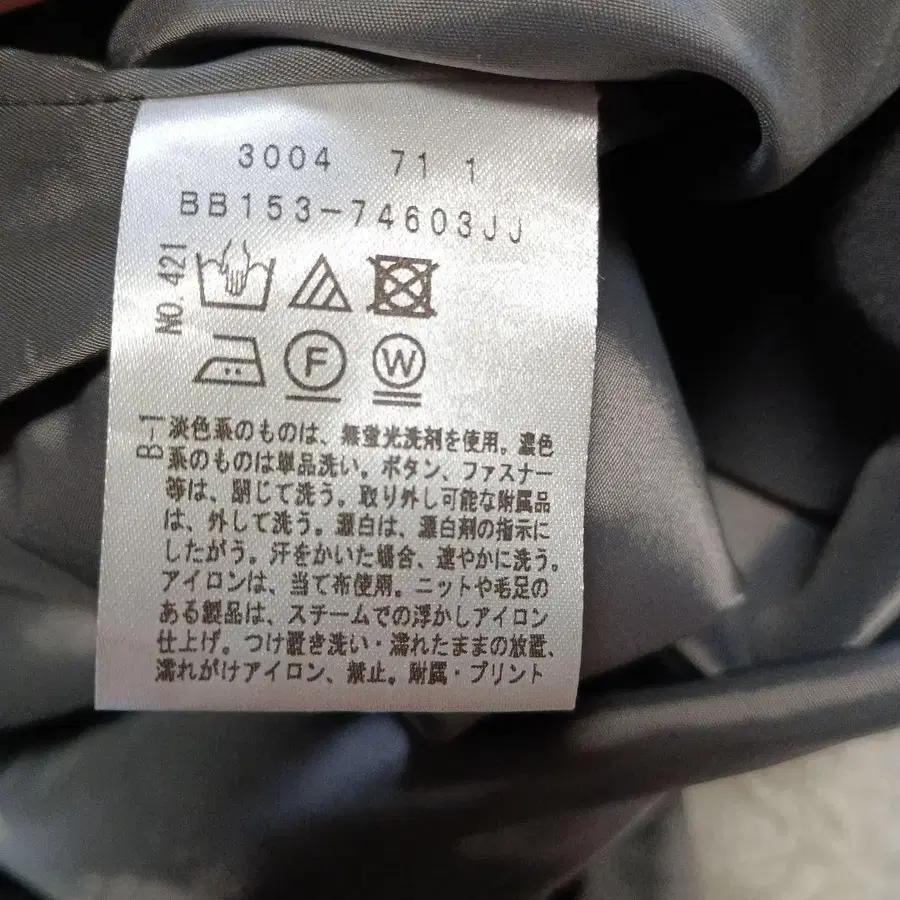 3004 71 1
BB153-74603JJ
NO.421
F W
B-1
淡色系のものは、無蛍光洗剤を使用。濃色
系のものは単品洗い。ボタン、ファスナー
等は、閉じて洗う。取り外し可能な附属品
は、外して洗う。漂白は、漂白剤の指示に
したがう。汗をかいた場合、速やかに洗う。
アイロンは、当て布使用。ニットや毛足の
ある製品は、スチームでの浮かしアイロン
仕上げ。つけ置き洗い・濡れたままの放置、
濡れがけアイロン、禁止。附属・プリント